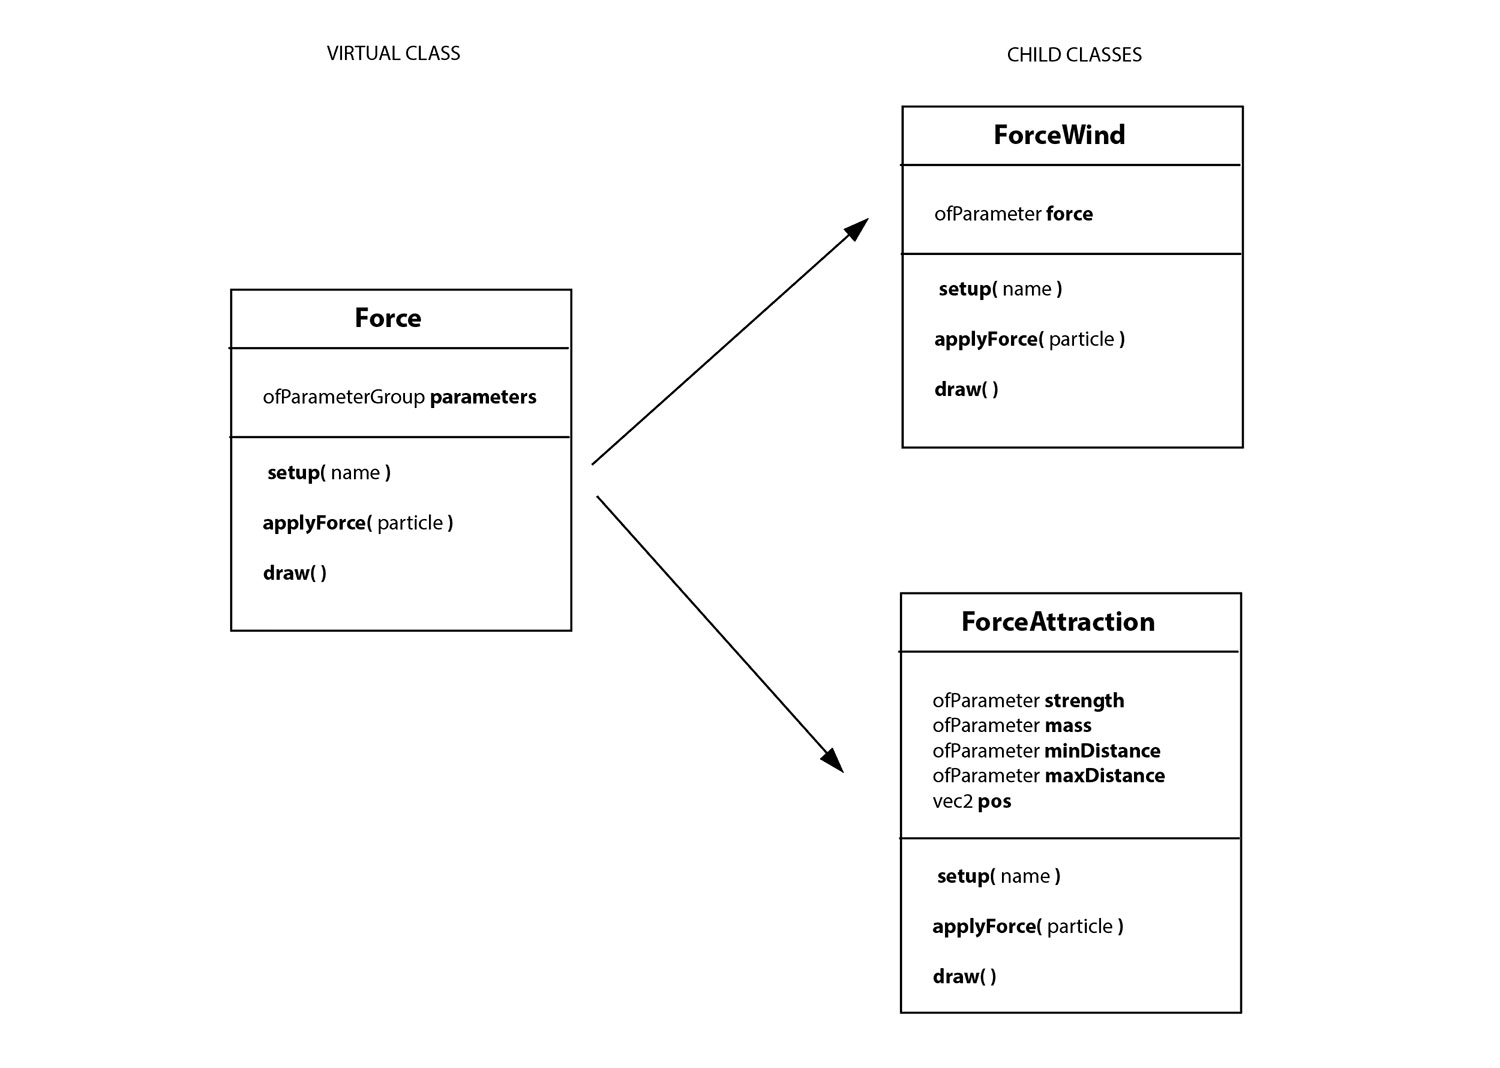 VIRTUAL CLASS
CHILD CLASSES
Force
ofParameterGroup parameters
setup( name )
applyForce( particle )
draw( )
ForceWind
ofParameter force
setup( name )
applyForce( particle )
draw( )
ForceAttraction
ofParameter strength
ofParameter mass
ofParameter minDistance
ofParameter maxDistance
vec2 pos
setup( name )
applyForce( particle )
draw( )